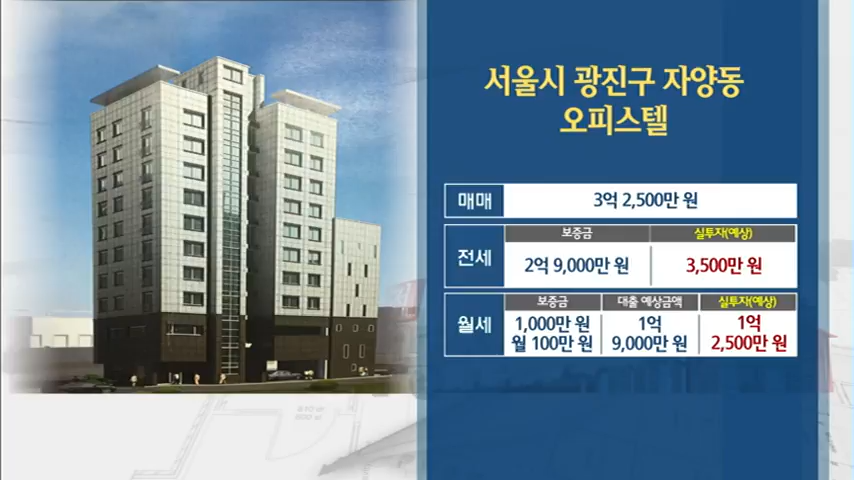 서울시 광진구 자양동
오피스텔
매매 3억 2,500만 원
전세 보증금 실투자(예상)
2억 9,000만 원 3,500만 원
월세 보증금 대출 예상금액 실투자(예상)
1,000만 원 1억 1억
월 100만 원 9,000만 원 2,500만 원